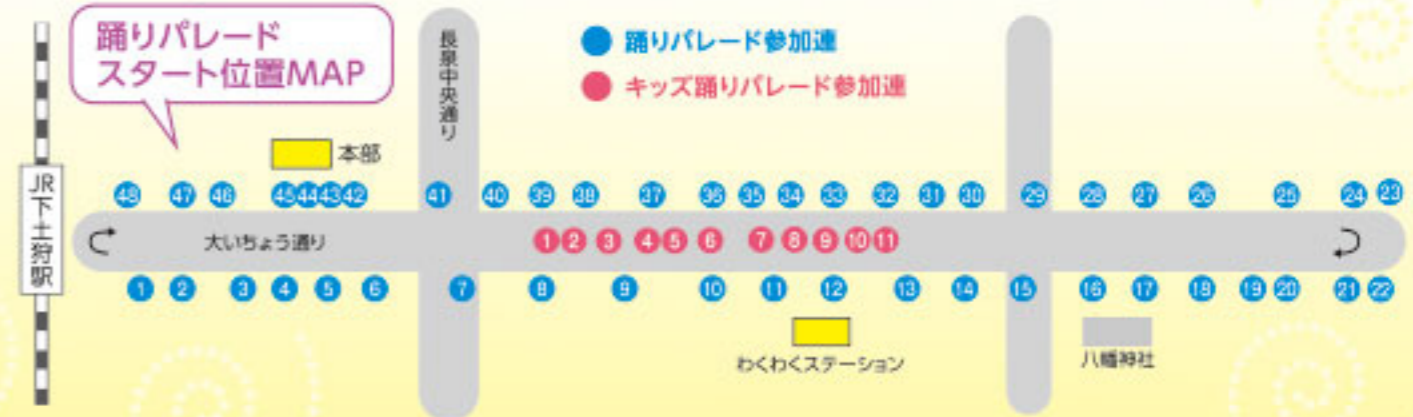 踊りパレード
スタート位置MAP
長泉中央通り
踊りパレード参加連
キッズ踊りパレード参加連
本部
JR下土狩駅
48 47 46 45 44 43 42 41 40 39 38 37 36 35 34 33 32 31 30 29 28 27 26 25 24 23
大いちょう通り
1 2 3 4 5 6 7 8 9 10 11
1 2 3 4 5 6 7 8 9 10 11 12 13 14 15 16 17 18 19 20 21 22
わくわくステーション
八幡神社